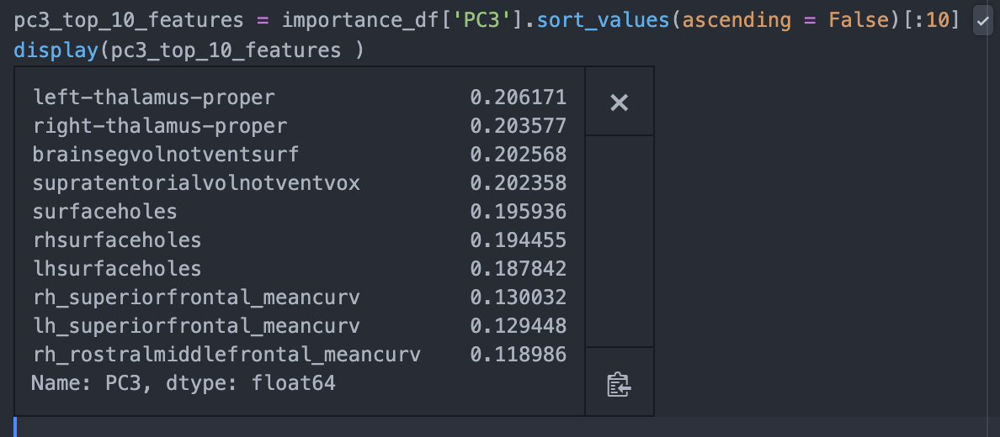 pc3_top_10_features = importance_df['PC3'].sort_values(ascending = False)[:10]
display(pc3_top_10_features )
left-thalamus-proper 0.206171
right-thalamus-proper 0.203577
brainsegvolnotventsurf 0.202568
supratentorialvolnotventvox 0.202358
surfaceholes 0.195936
rhsurfaceholes 0.194455
lhsurfaceholes 0.187842
rh_superiorfrontal_meancurv 0.130032
lh_superiorfrontal_meancurv 0.129448
rh_rostralmiddlefrontal_meancurv 0.118986
Name: PC3, dtype: float64